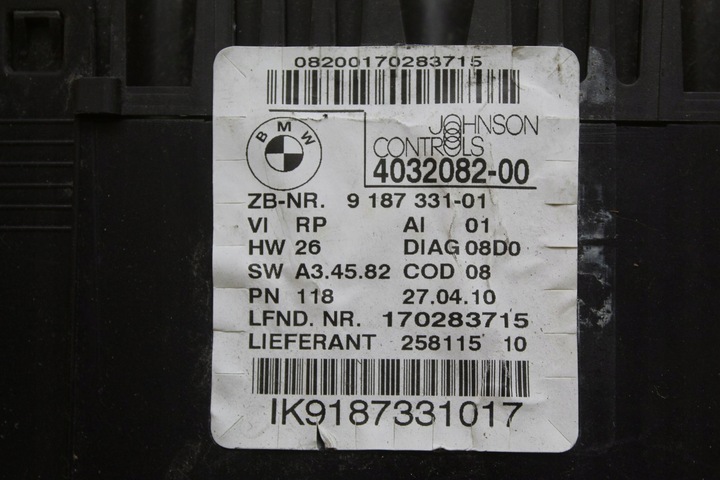 08200170283715
BMW
JOHNSON
CONTROLS
4032082-00
ZB-NR. 9 187 331-01
VI RP AI 01
HW 26 DIAG 08D0
SW A3.45.82 COD 08
PN 118 27.04.10
LFND. NR. 170283715
LIEFERANT 258115 10
IK9187331017